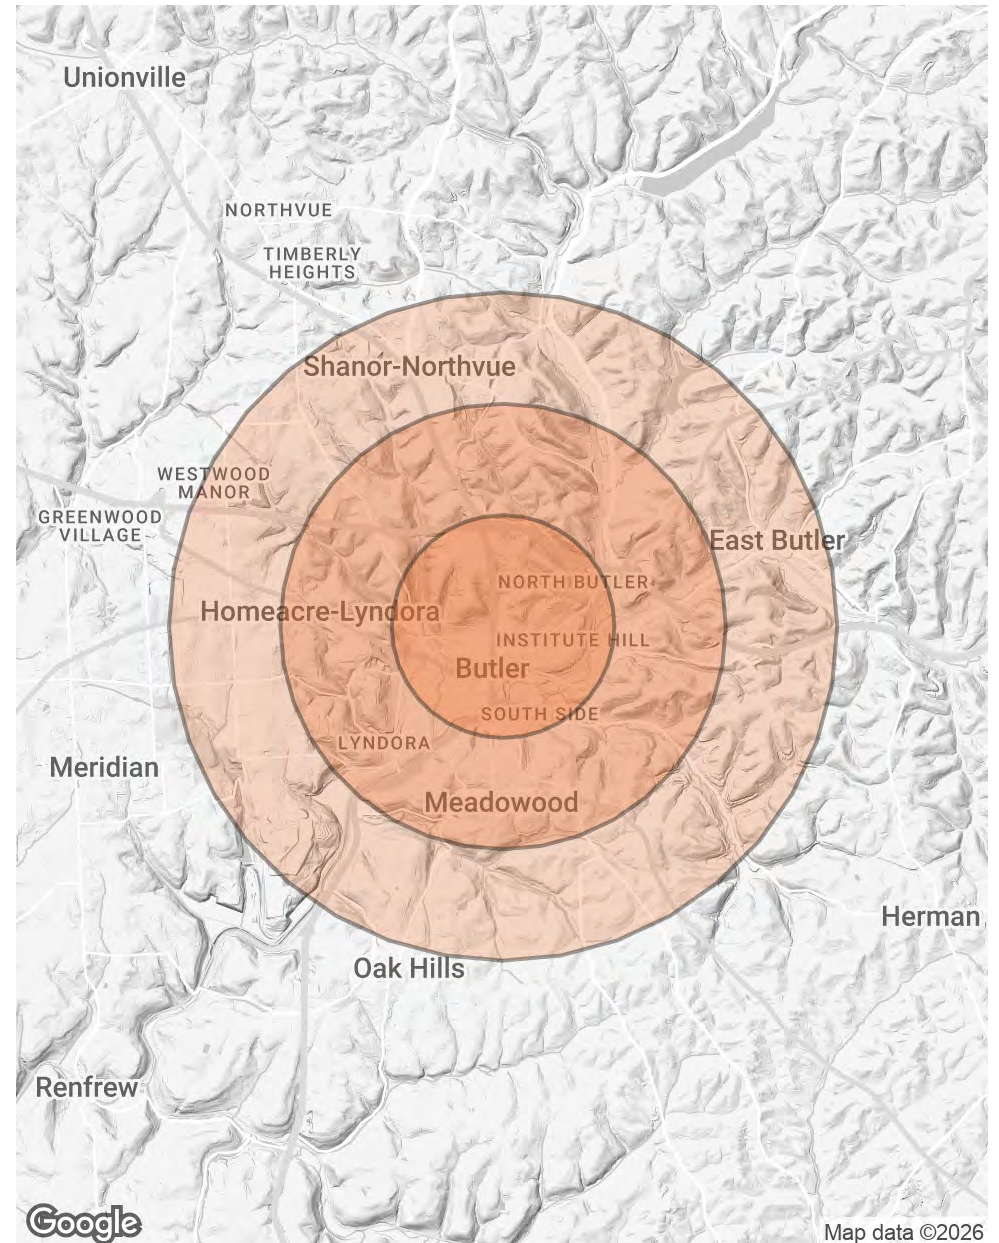 Unionville
NORTHVUE
TIMBERLY
HEIGHTS
Shanor-Northvue
WESTWOOD
MANOR
GREENWOOD
VILLAGE
East Butler
NORTH BUTLER
Homeacre-Lyndora
INSTITUTE HILL
Butler
SOUTH SIDE
LYNDORA
Meridian
Meadowood
Herman
Oak Hills
Renfrew
Google
Map data ©2026